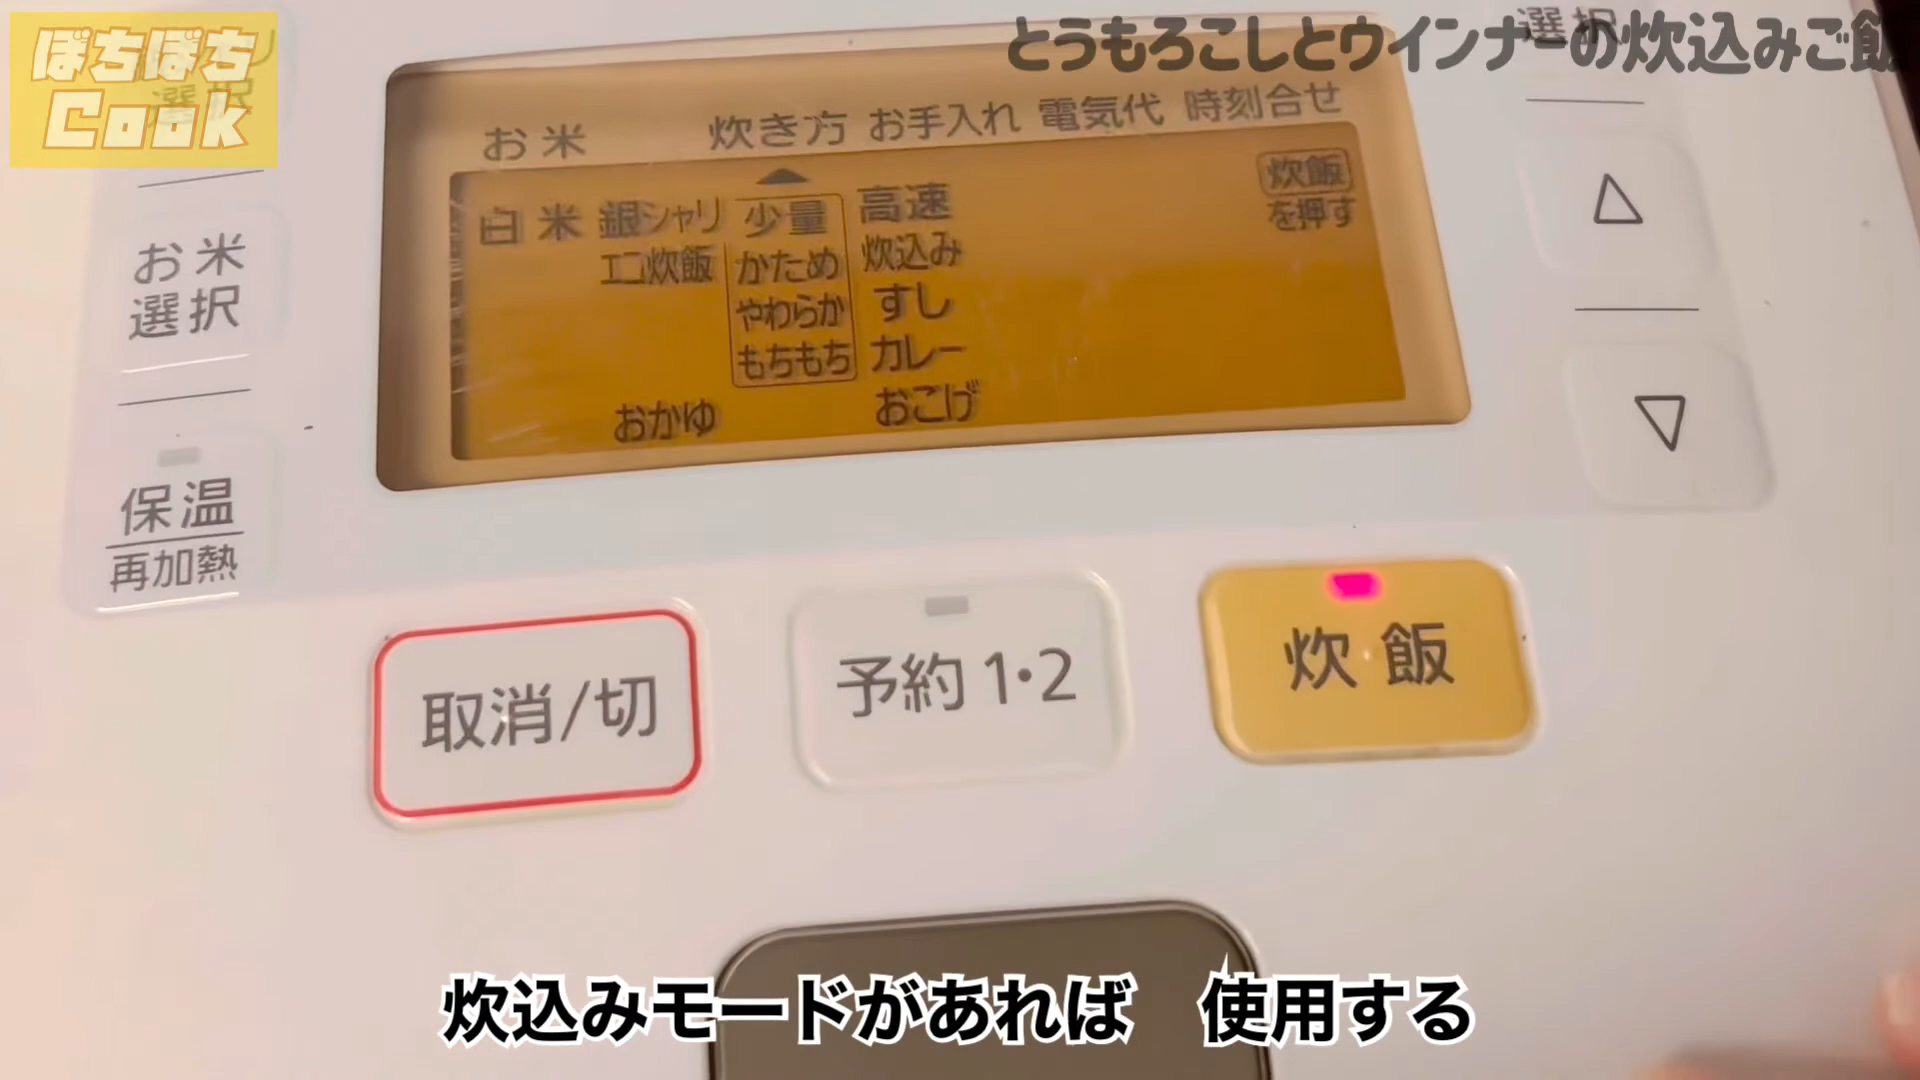 ぼちぼち
Cook
とうもろこしとウインナーの炊込みご飯
選択
お米 炊き方 お手入れ 電気代 時刻合せ
白米 銀シャリ 少量 高速 炊飯
エコ炊飯 かため 炊込み を押す
やわらか すし
もちもち カレー
おかゆ おこげ
お米
選択
保温
再加熱
取消/切
予約1・2
炊飯
炊込みモードがあれば 使用する